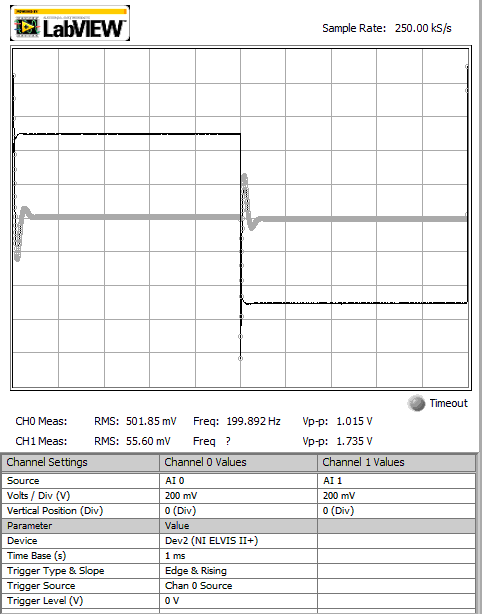 LabVIEW™
Sample Rate: 250.00 kS/s
Timeout
CH0 Meas: RMS: 501.85 mV Freq: 199.892 Hz Vp-p: 1.015 V
CH1 Meas: RMS: 55.60 mV Freq ? Vp-p: 1.735 V
Channel Settings Channel 0 Values Channel 1 Values
Source AI 0 AI 1
Volts / Div (V) 200 mV 200 mV
Vertical Position (Div) 0 (Div) 0 (Div)
Parameter Value
Device Dev2 (NI ELVIS II+)
Time Base (s) 1 ms
Trigger Type & Slope Edge & Rising
Trigger Source Chan 0 Source
Trigger Level (V) 0 V